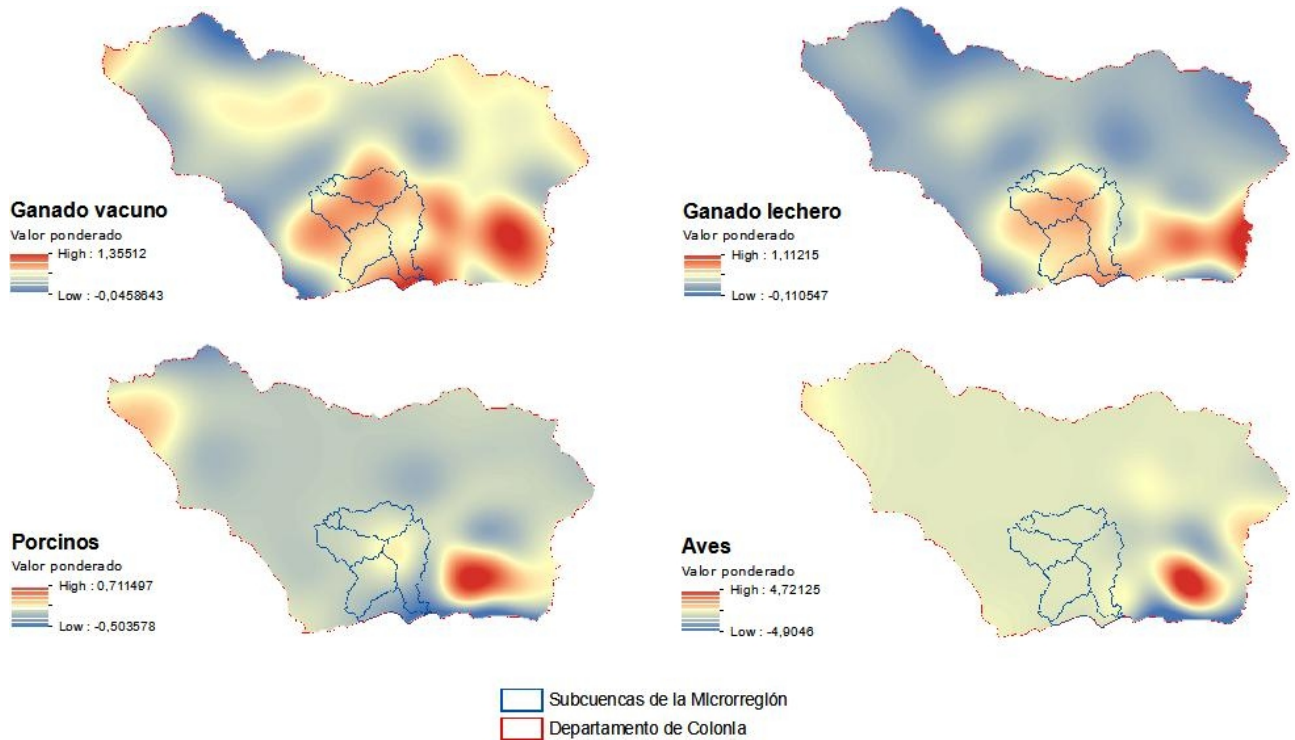 Ganado vacuno
Valor ponderado
High : 1,35512
Low : -0,0458643
Ganado lechero
Valor ponderado
High : 1,11215
Low : -0,110547
Porcinos
Valor ponderado
High : 0,711497
Low : -0,503578
Aves
Valor ponderado
High : 4,72125
Low : -4,9046
Subcuencas de la Microrregión
Departamento de Colonia